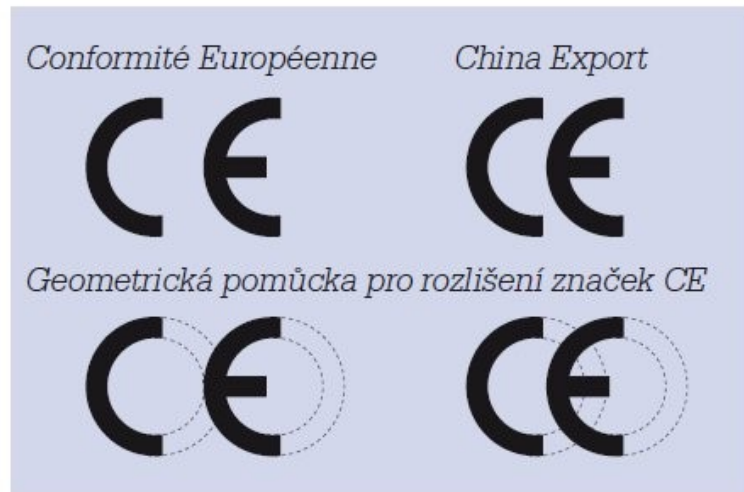 Conformité Européenne China Export
CE CE
Geometrická pomůcka pro rozlišení značek CE
CE CE